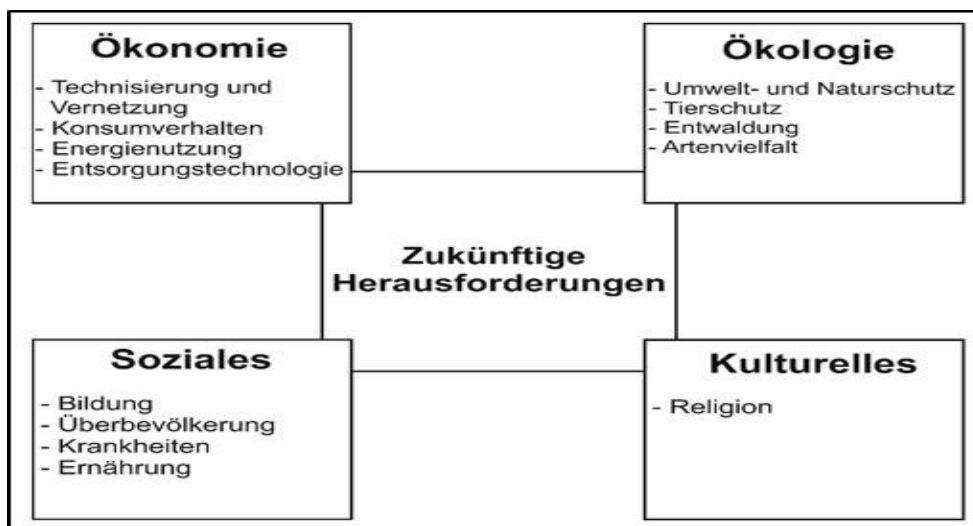 Ökonomie
- Technisierung und
Vernetzung
- Konsumverhalten
- Energienutzung
- Entsorgungstechnologie
Ökologie
- Umwelt- und Naturschutz
- Tierschutz
- Entwaldung
- Artenvielfalt
Zukünftige
Herausforderungen
Soziales
- Bildung
- Überbevölkerung
- Krankheiten
- Ernährung
Kulturelles
- Religion